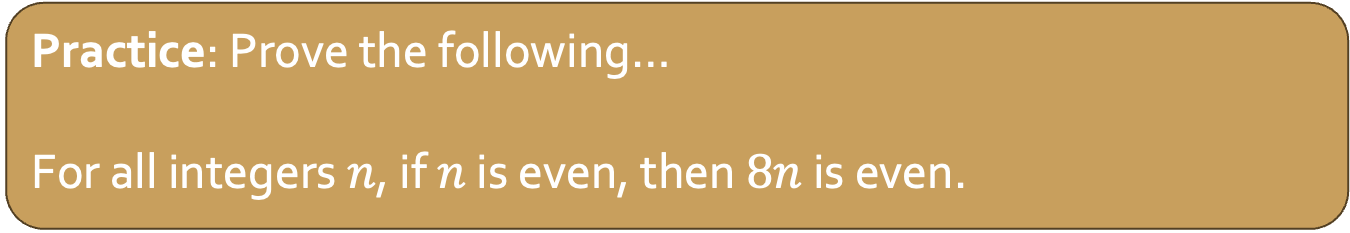 Practice: Prove the following...
For all integers n, if n is even, then 8n is even.